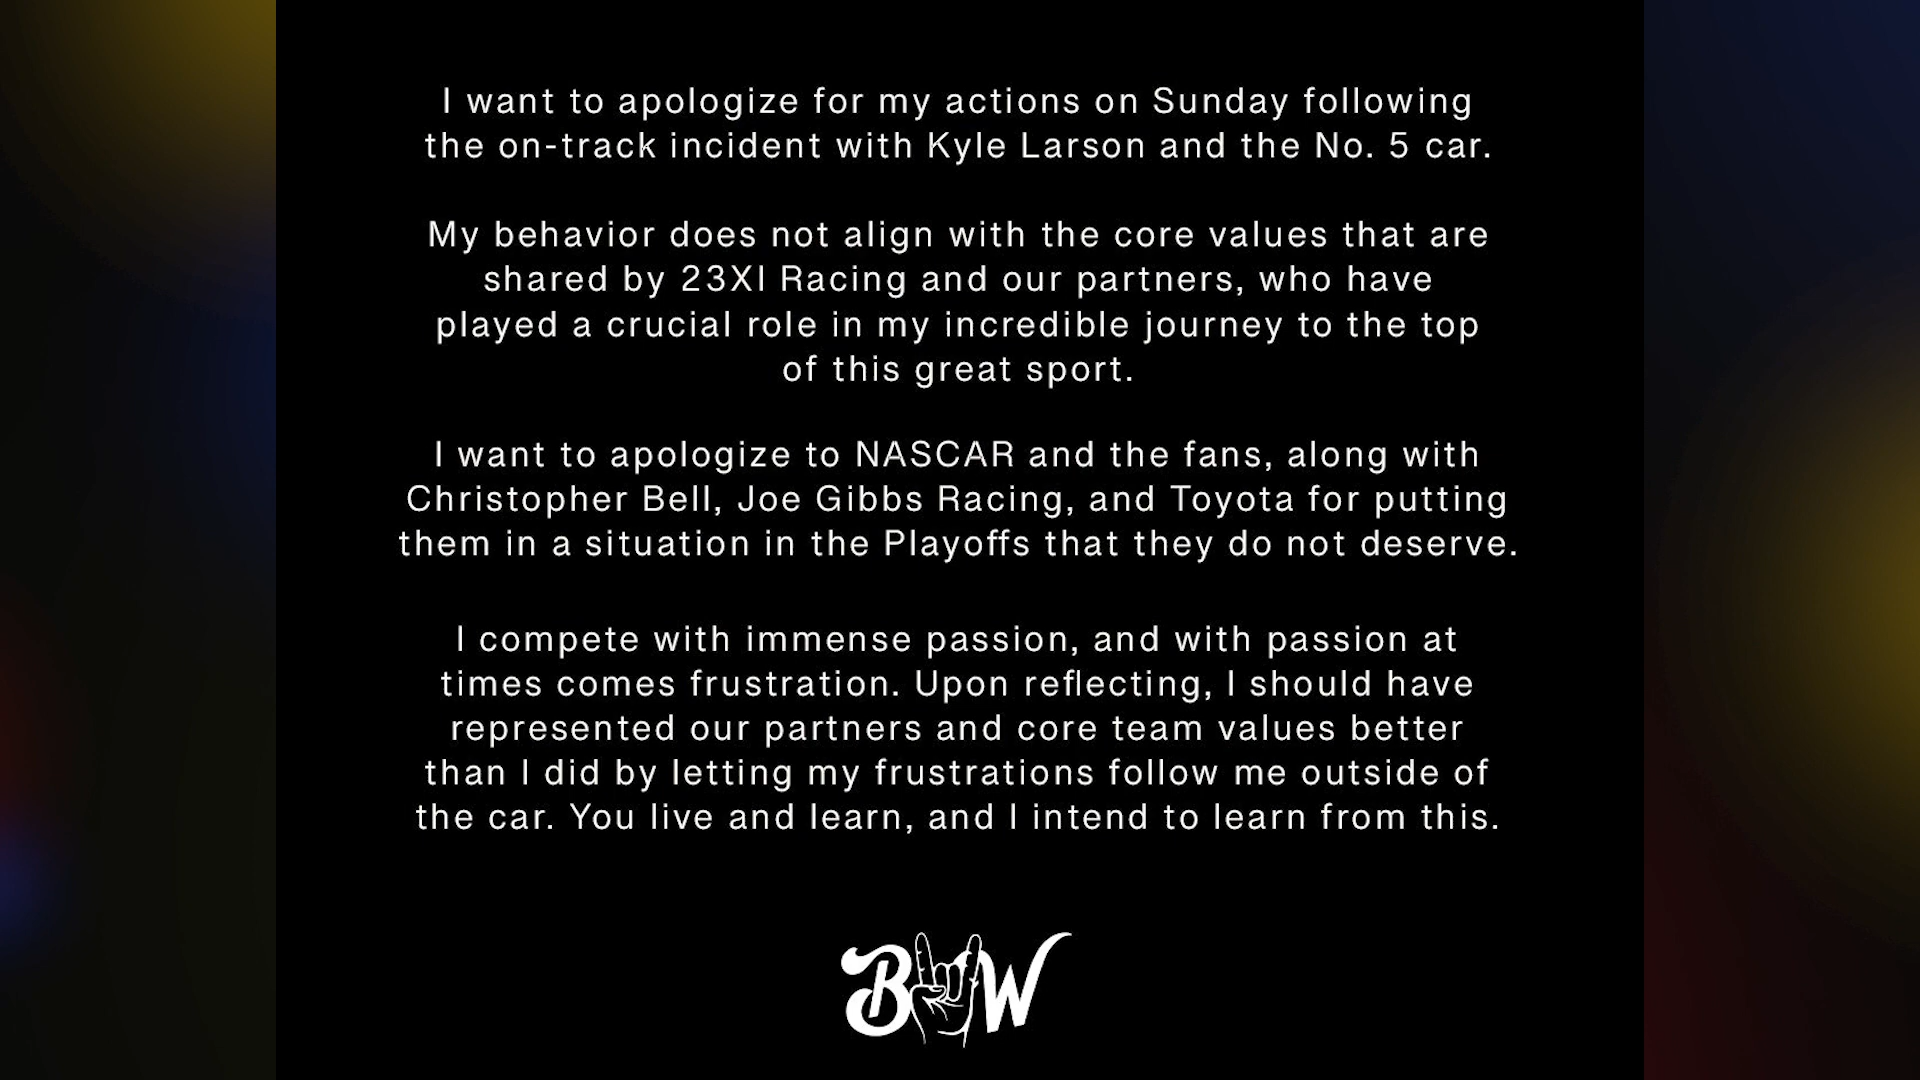 I want to apologize for my actions on Sunday following
the on-track incident with Kyle Larson and the No. 5 car.
My behavior does not align with the core values that are
shared by 23XI Racing and our partners, who have
played a crucial role in my incredible journey to the top
of this great sport.
I want to apologize to NASCAR and the fans, along with
Christopher Bell, Joe Gibbs Racing, and Toyota for putting
them in a situation in the Playoffs that they do not deserve.
I compete with immense passion, and with passion at
times comes frustration. Upon reflecting, I should have
represented our partners and core team values better
than I did by letting my frustrations follow me outside of
the car. You live and learn, and I intend to learn from this.
BW